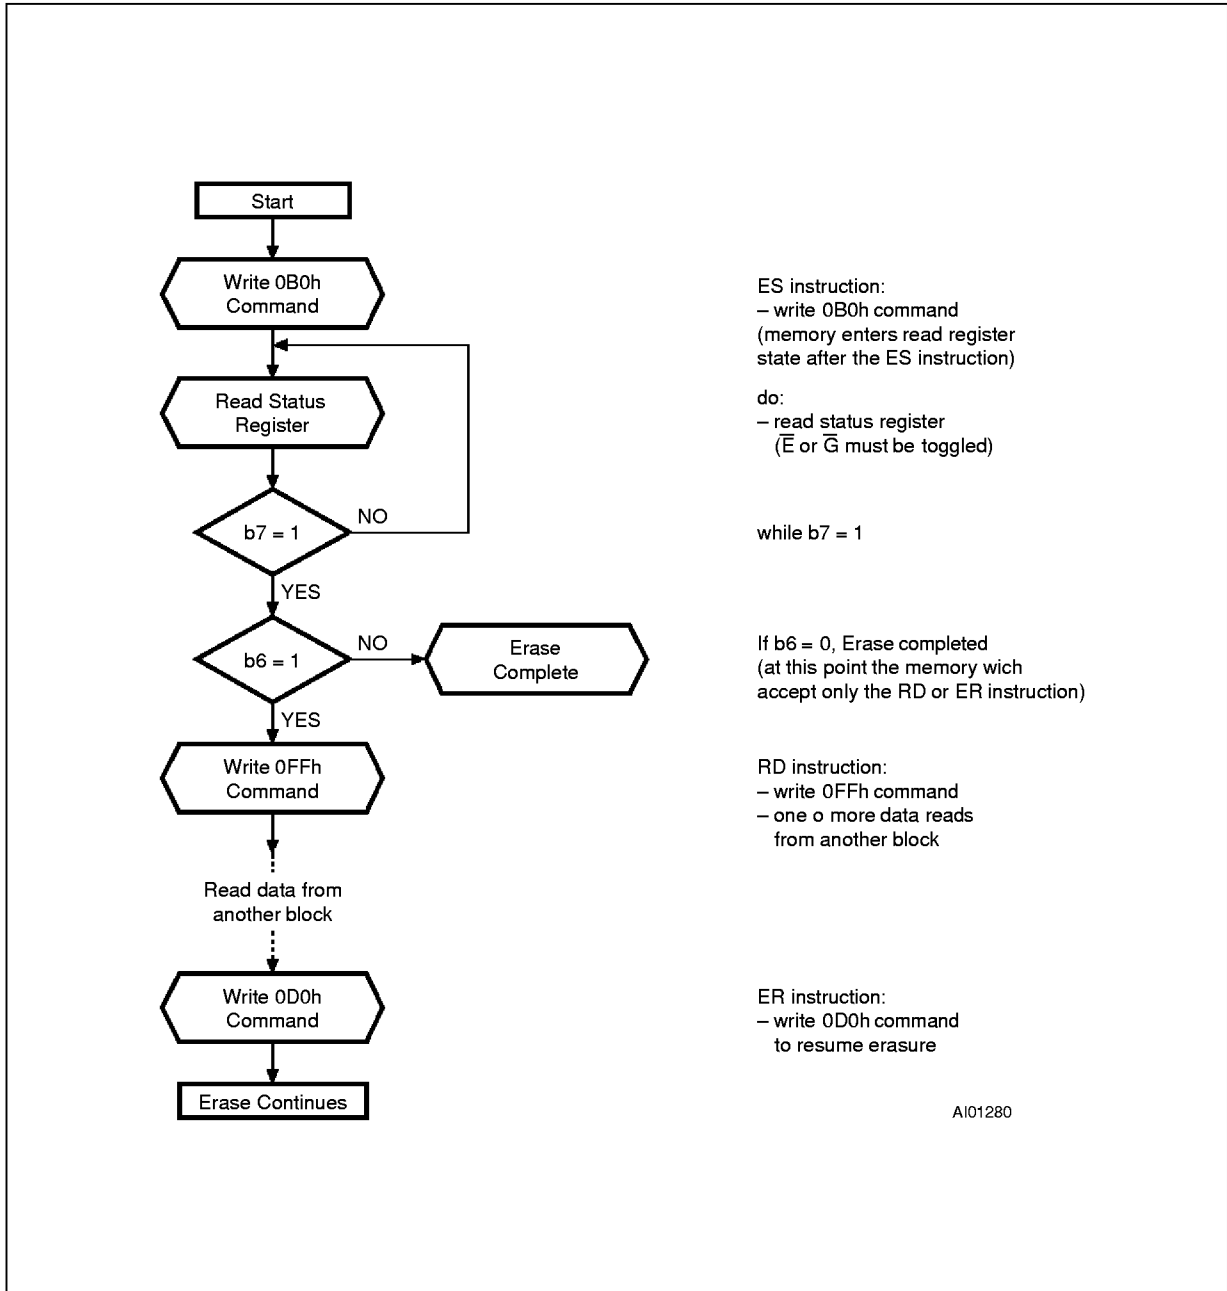 Start
Write 0B0h
Command
ES instruction:
– write 0B0h command
(memory enters read register
state after the ES instruction)
Read Status
Register
do:
– read status register
(E̅ or G̅ must be toggled)
b7 = 1
NO
while b7 = 1
YES
b6 = 1
NO
Erase
Complete
If b6 = 0, Erase completed
(at this point the memory wich
accept only the RD or ER instruction)
YES
Write 0FFh
Command
RD instruction:
– write 0FFh command
– one o more data reads
from another block
Read data from
another block
Write 0D0h
Command
ER instruction:
– write 0D0h command
to resume erasure
Erase Continues
AI01280